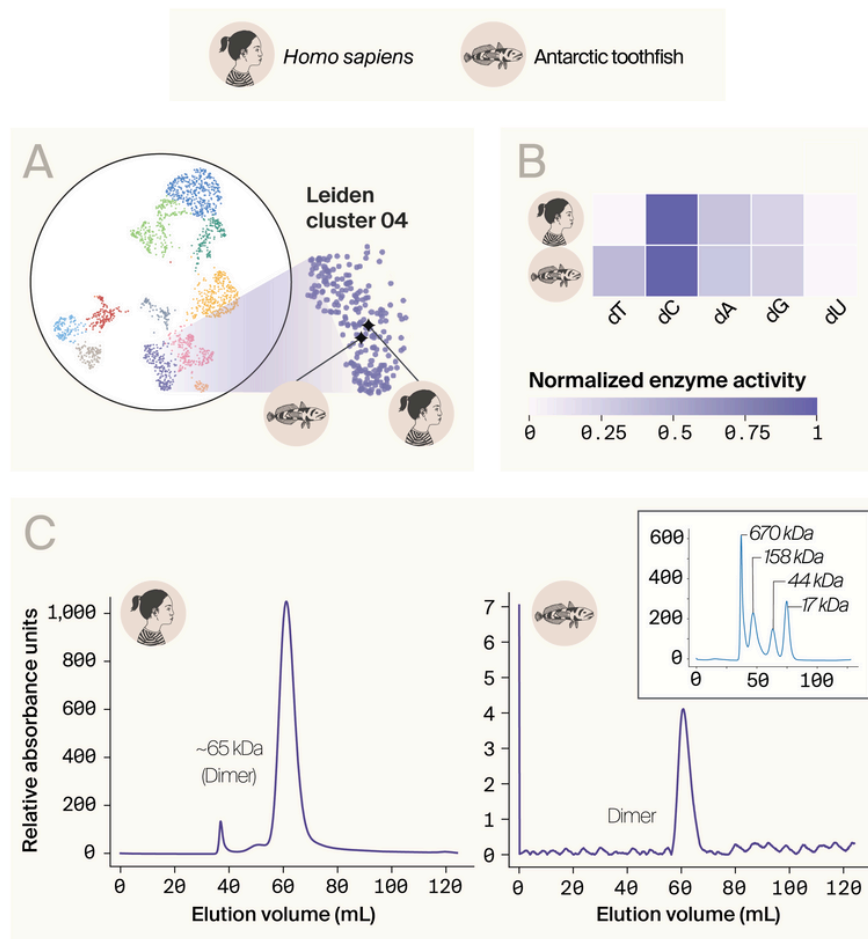 Homo sapiens
Antarctic toothfish
A
Leiden
cluster 04
B
dT
dC
dA
dG
dU
Normalized enzyme activity
0 0.25 0.5 0.75 1
C
Relative absorbance units
1,000
800
600
400
200
0
~65 kDa
(Dimer)
0 20 40 60 80 100 120
Elution volume (mL)
7
6
5
4
3
2
1
0
Dimer
0 20 40 60 80 100 120
Elution volume (mL)
600
400
200
0
670 kDa
158 kDa
44 kDa
17 kDa
0 50 100